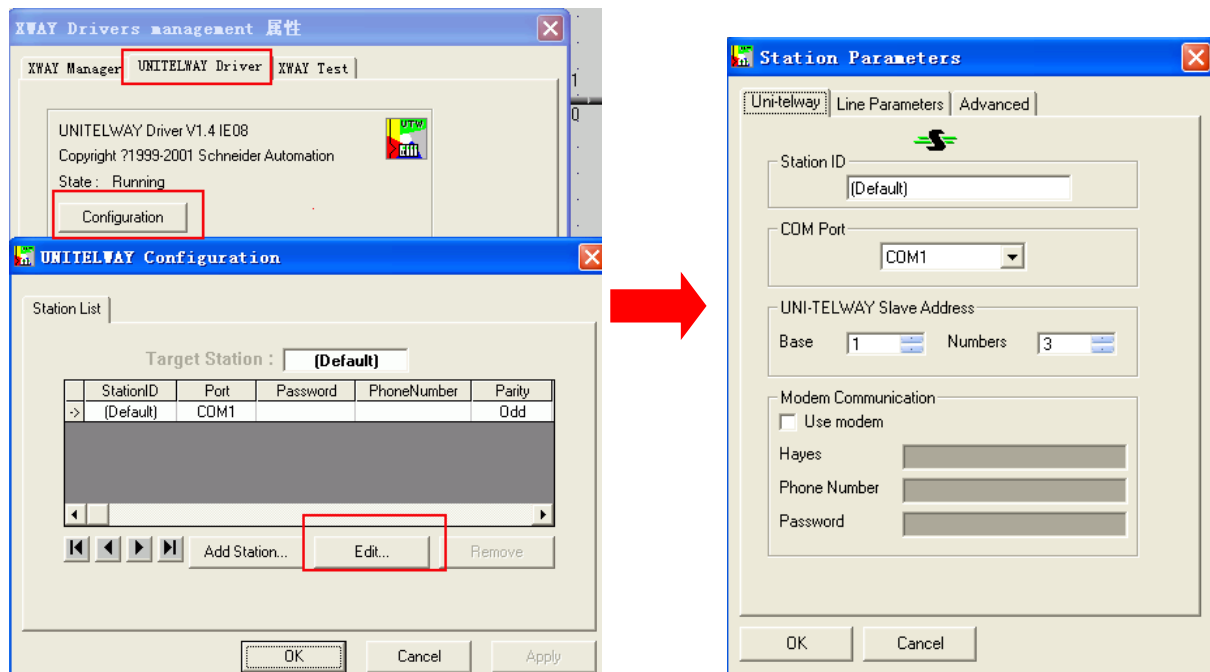 XWAY Drivers management 属性
XWAY Manager UNITELWAY Driver XWAY Test
UNITELWAY Driver V1.4 IE08
Copyright ?1999-2001 Schneider Automation
State : Running
Configuration
UTW
1
0
UNITELWAY Configuration
Station List
Target Station : (Default)
StationID Port Password PhoneNumber Parity
-> (Default) COM1 Odd
Add Station... Edit... Remove
OK Cancel Apply
Station Parameters
Uni-telway Line Parameters Advanced
Station ID
(Default)
COM Port
COM1
UNI-TELWAY Slave Address
Base 1 Numbers 3
Modem Communication
Use modem
Hayes
Phone Number
Password
OK Cancel